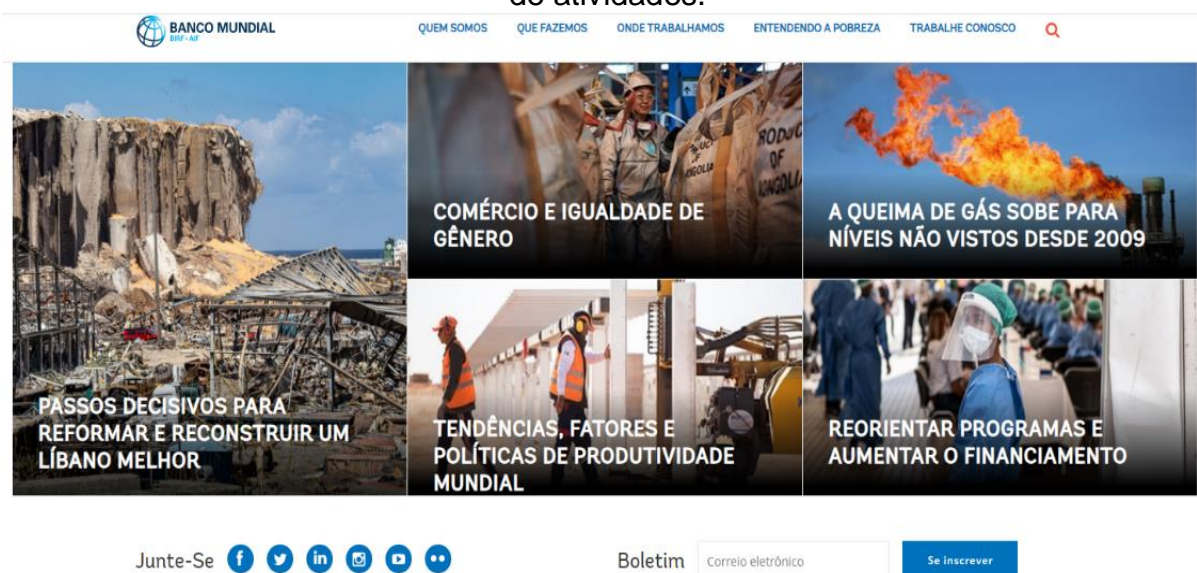 de atividades.
BANCO MUNDIAL
BIRF • AIF
QUEM SOMOS QUE FAZEMOS ONDE TRABALHAMOS ENTENDENDO A POBREZA TRABALHE CONOSCO
PASSOS DECISIVOS PARA
REFORMAR E RECONSTRUIR UM
LÍBANO MELHOR
COMÉRCIO E IGUALDADE DE
GÊNERO
A QUEIMA DE GÁS SOBE PARA
NÍVEIS NÃO VISTOS DESDE 2009
TENDÊNCIAS, FATORES E
POLÍTICAS DE PRODUTIVIDADE
MUNDIAL
REORIENTAR PROGRAMAS E
AUMENTAR O FINANCIAMENTO
Junte-Se
Boletim Correio eletrônico Se inscrever